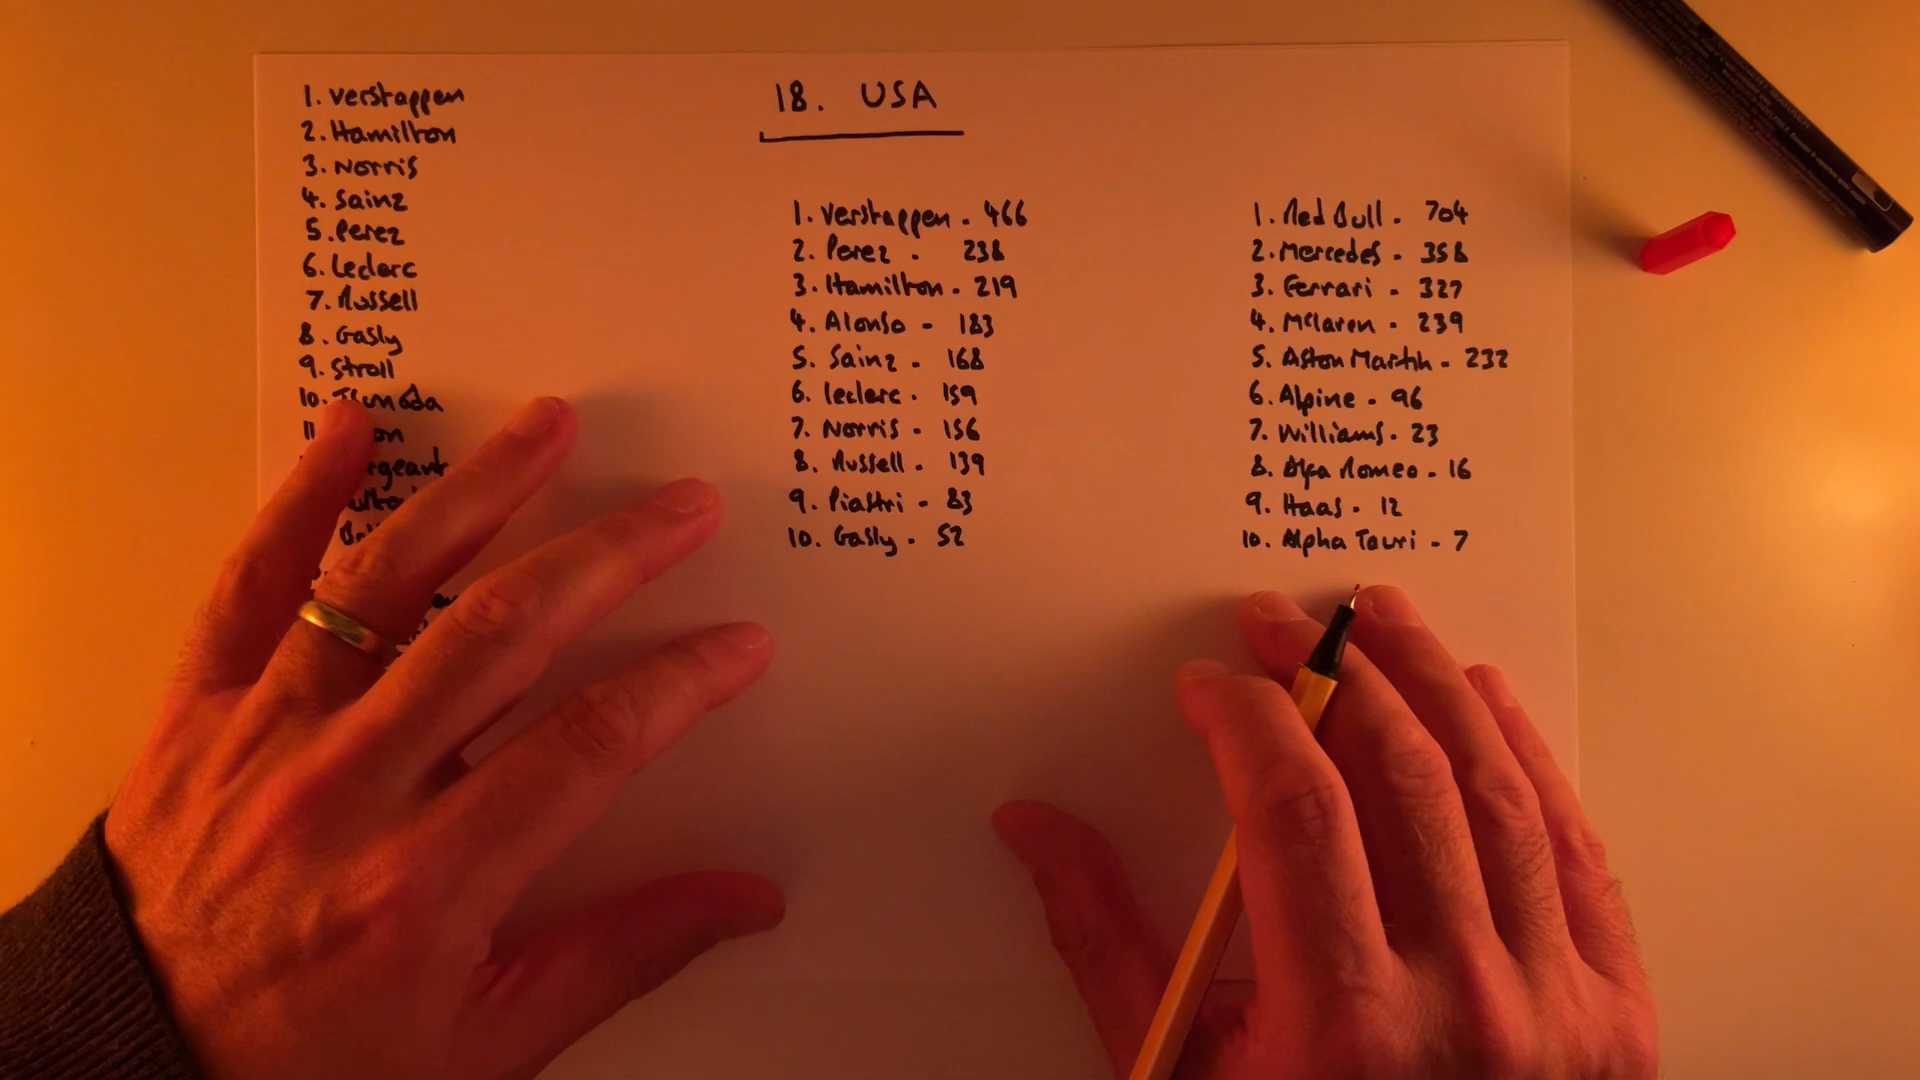 1. Verstappen
2. Hamilton
3. Norris
4. Sainz
5. Perez
6. Leclerc
7. Russell
8. Gasly
9. Stroll
10. Tsunoda
18. USA
1. Verstappen - 466
2. Perez - 238
3. Hamilton - 219
4. Alonso - 183
5. Sainz - 168
6. Leclerc - 159
7. Norris - 156
8. Russell - 139
9. Piastri - 83
10. Gasly - 52
1. Red Bull - 704
2. Mercedes - 358
3. Ferrari - 327
4. McLaren - 239
5. Aston Martin - 232
6. Alpine - 96
7. Williams - 23
8. Alfa Romeo - 16
9. Haas - 12
10. Alpha Tauri - 7